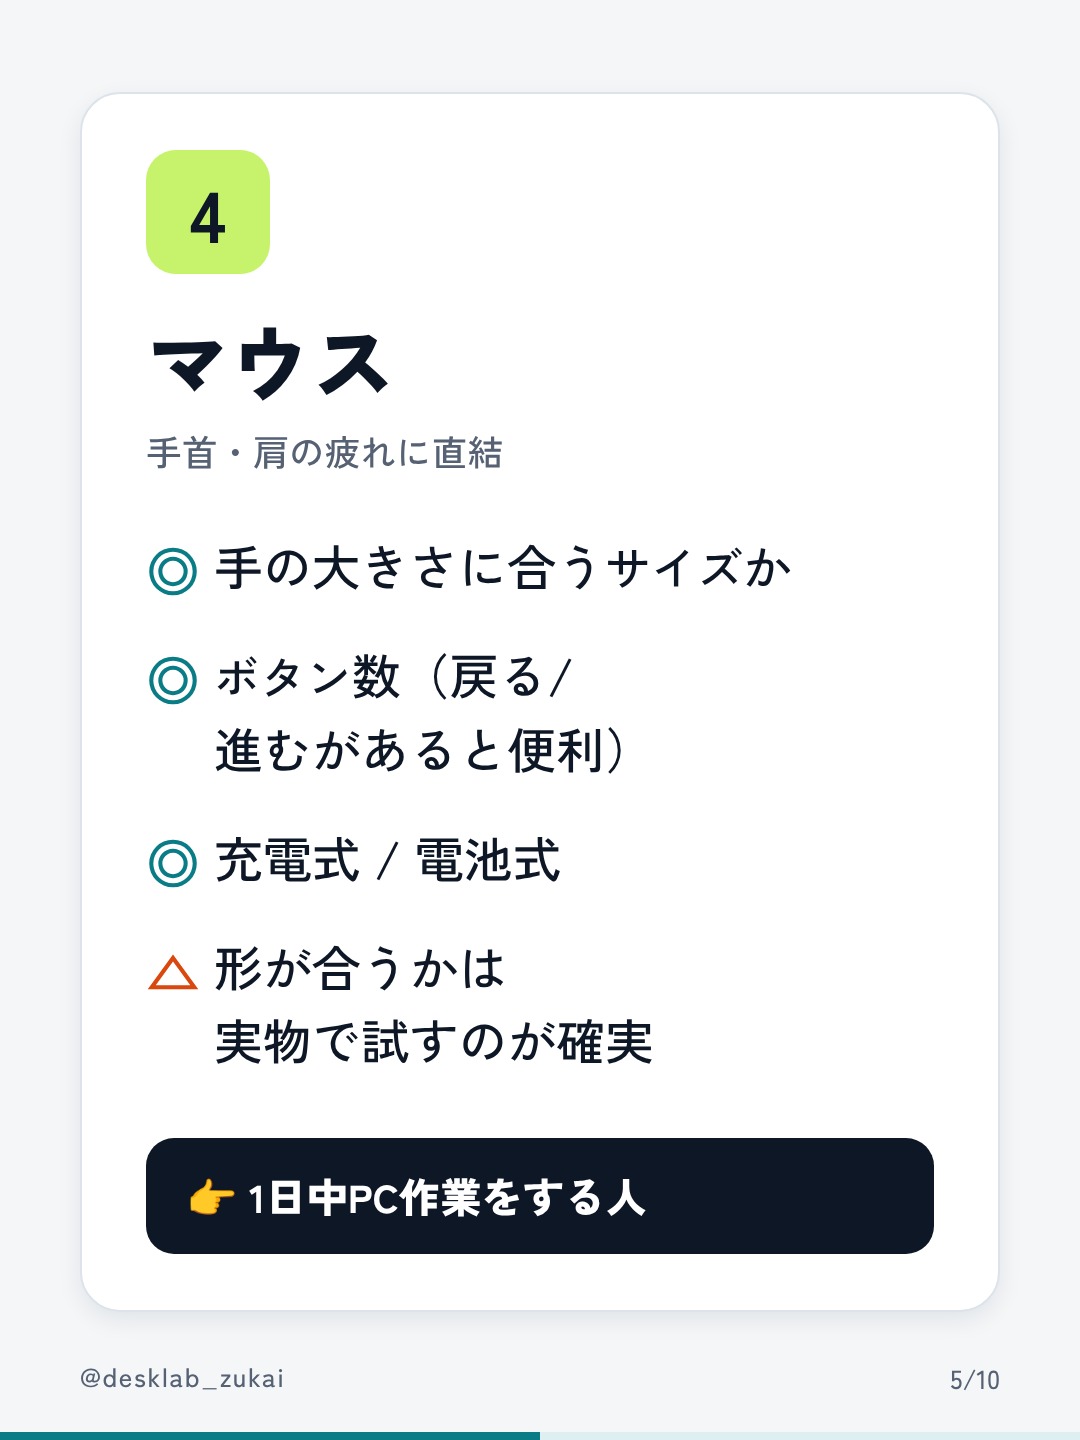 4
マウス
手首・肩の疲れに直結
◎ 手の大きさに合うサイズか
◎ ボタン数（戻る/
進むがあると便利）
◎ 充電式 / 電池式
△ 形が合うかは
実物で試すのが確実
👉 1日中PC作業をする人
@desklab_zukai
5/10